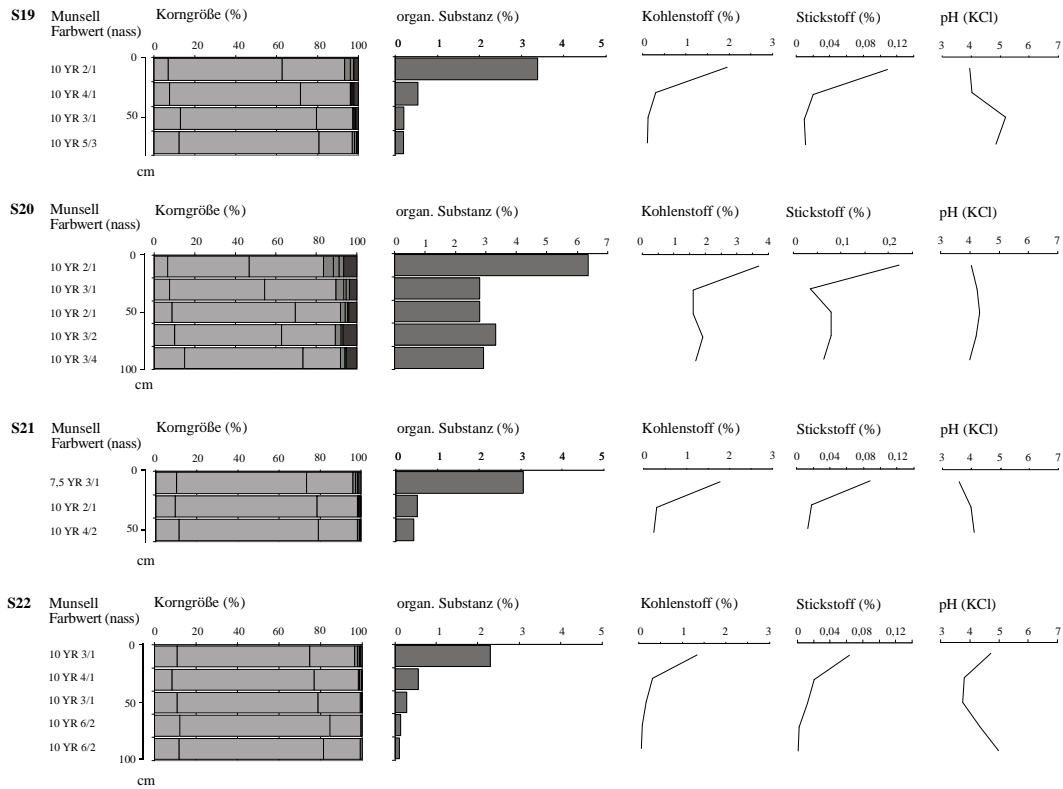 S19 Munsell Korngröße (%) organ. Substanz (%) Kohlenstoff (%) Stickstoff (%) pH (KCl)
Farbwert (nass)
0 20 40 60 80 100 0 1 2 3 4 5 0 1 2 3 0 0,04 0,08 0,12 3 4 5 6 7
0
10 YR 2/1
10 YR 4/1
10 YR 3/1
50
10 YR 5/3
cm
S20 Munsell Korngröße (%) organ. Substanz (%) Kohlenstoff (%) Stickstoff (%) pH (KCl)
Farbwert (nass)
0 20 40 60 80 100 0 1 2 3 4 5 6 7 0 1 2 3 4 0 0,1 0,2 3 4 5 6 7
0
10 YR 2/1
10 YR 3/1
10 YR 2/1
50
10 YR 3/2
10 YR 3/4
100
cm
S21 Munsell Korngröße (%) organ. Substanz (%) Kohlenstoff (%) Stickstoff (%) pH (KCl)
Farbwert (nass)
0 20 40 60 80 100 0 1 2 3 4 5 0 1 2 3 0 0,04 0,08 0,12 3 4 5 6 7
0
7,5 YR 3/1
10 YR 2/1
10 YR 4/2
50
cm
S22 Munsell Korngröße (%) organ. Substanz (%) Kohlenstoff (%) Stickstoff (%) pH (KCl)
Farbwert (nass)
0 20 40 60 80 100 0 1 2 3 4 5 0 1 2 3 0 0,04 0,08 0,12 3 4 5 6 7
0
10 YR 3/1
10 YR 4/1
10 YR 3/1
50
10 YR 6/2
10 YR 6/2
100
cm